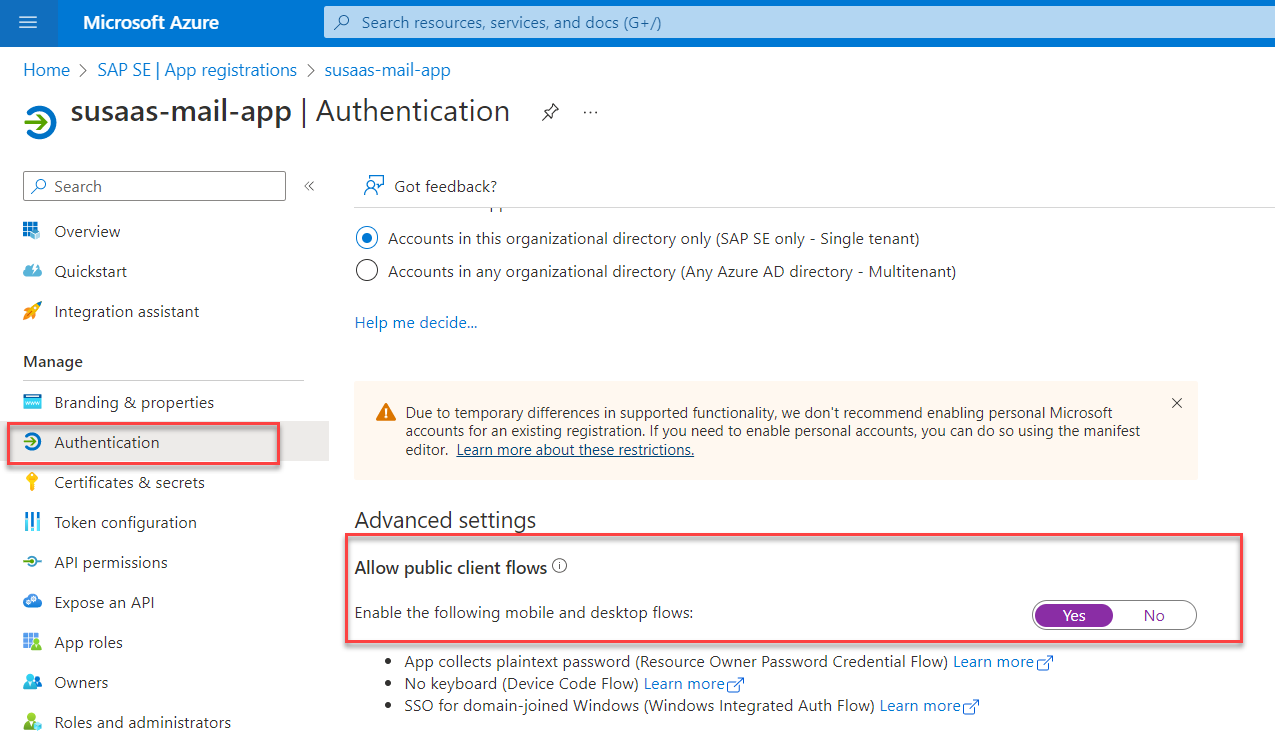 Microsoft Azure
Search resources, services, and docs (G+/)
Home > SAP SE | App registrations > susaas-mail-app
susaas-mail-app | Authentication
Search
«
Got feedback?
Overview
Quickstart
Integration assistant
Manage
Branding & properties
Authentication
Certificates & secrets
Token configuration
API permissions
Expose an API
App roles
Owners
Roles and administrators
Accounts in this organizational directory only (SAP SE only - Single tenant)
Accounts in any organizational directory (Any Azure AD directory - Multitenant)
Help me decide...
Due to temporary differences in supported functionality, we don't recommend enabling personal Microsoft
accounts for an existing registration. If you need to enable personal accounts, you can do so using the manifest
editor. Learn more about these restrictions.
Advanced settings
Allow public client flows
Enable the following mobile and desktop flows:
Yes No
• App collects plaintext password (Resource Owner Password Credential Flow) Learn more
• No keyboard (Device Code Flow) Learn more
• SSO for domain-joined Windows (Windows Integrated Auth Flow) Learn more